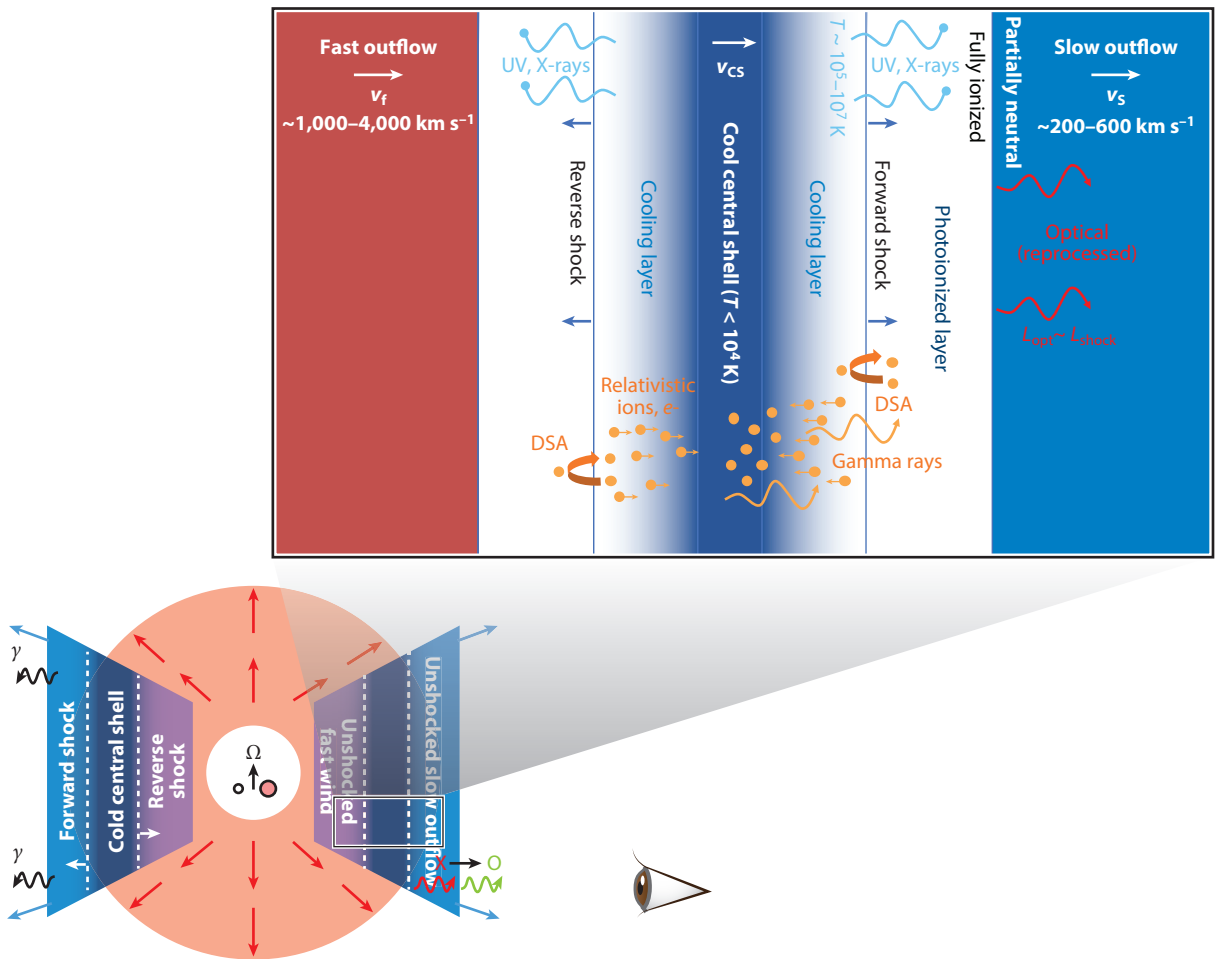 Fast outflow
v_f
~1,000–4,000 km s⁻¹
UV, X-rays
Reverse shock
Cooling layer
v_CS
Cool central shell (T < 10⁴ K)
Cooling layer
T ~ 10⁵–10⁷ K
UV, X-rays
Forward shock
Fully ionized
Photoionized layer
Partially neutral
Slow outflow
v_S
~200–600 km s⁻¹
Optical
(reprocessed)
L_opt ~ L_shock
Relativistic
ions, e-
DSA
DSA
Gamma rays
γ
γ
Forward shock
Cold central shell
Reverse
shock
Ω
Unshocked
fast wind
Unshocked slow outflow
X
O